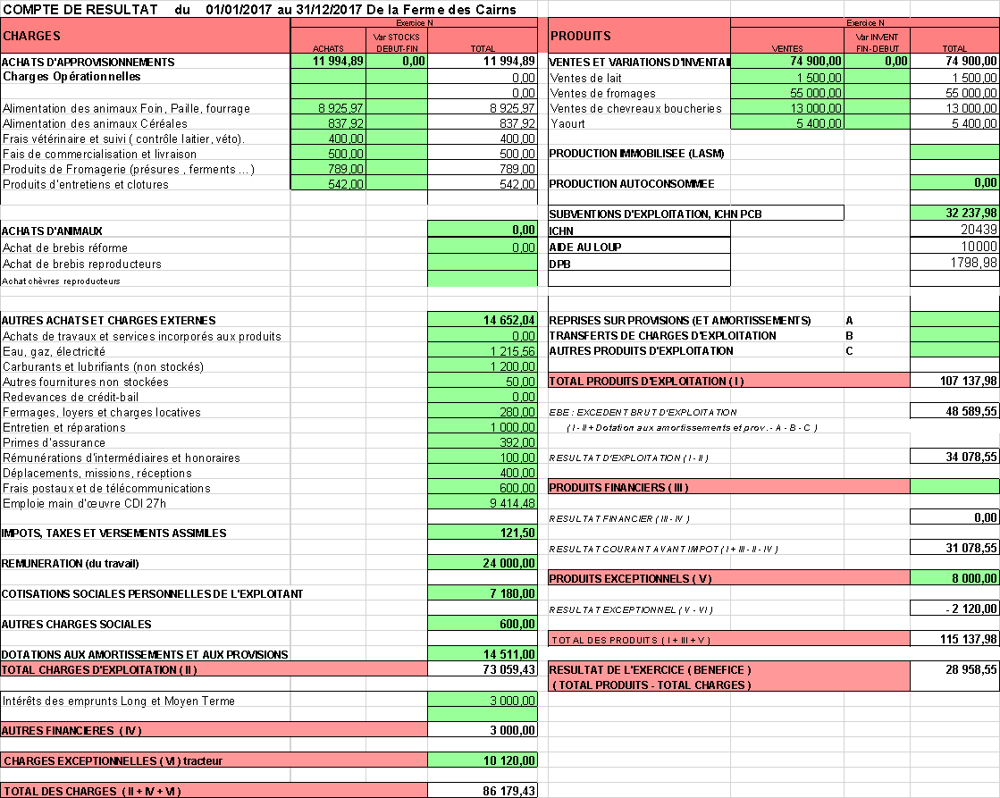 COMPTE DE RESULTAT du 01/01/2017 au 31/12/2017 De la Ferme des Cairns
CHARGES
Exercice N
ACHATS
Var STOCKS DEBUT-FIN
TOTAL
ACHATS D'APPROVISIONNEMENTS 11 994,89 0,00 11 994,89
Charges Opérationnelles 0,00
0,00
Alimentation des animaux Foin, Paille, fourrage 8 925,97 8 925,97
Alimentation des animaux Céréales 837,92 837,92
Frais vétérinaire et suivi ( contrôle laitier, véto). 400,00 400,00
Fais de commercialisation et livraison 500,00 500,00
Produits de Fromagerie (présures , ferments ...) 789,00 789,00
Produits d'entretiens et clotures 542,00 542,00
ACHATS D'ANIMAUX 0,00
Achat de brebis réforme 0,00
Achat de brebis reproducteurs
Achat chèvres reproducteurs
AUTRES ACHATS ET CHARGES EXTERNES 14 652,04
Achats de travaux et services incorporés aux produits 0,00
Eau, gaz, électricité 1 215,56
Carburants et lubrifiants (non stockés) 1 200,00
Autres fournitures non stockées 50,00
Redevances de crédit-bail 0,00
Fermages, loyers et charges locatives 280,00
Entretien et réparations 1 000,00
Primes d'assurance 392,00
Rémunérations d'intermédiaires et honoraires 100,00
Déplacements, missions, réceptions 400,00
Frais postaux et de télécommunications 600,00
Emploie main d'œuvre CDI 27h 9 414,48
IMPOTS, TAXES ET VERSEMENTS ASSIMILES 121,50
REMUNERATION (du travail) 24 000,00
COTISATIONS SOCIALES PERSONNELLES DE L'EXPLOITANT 7 180,00
AUTRES CHARGES SOCIALES 600,00
DOTATIONS AUX AMORTISSEMENTS ET AUX PROVISIONS 14 511,00
TOTAL CHARGES D'EXPLOITATION ( II ) 73 059,43
Intérêts des emprunts Long et Moyen Terme 3 000,00
AUTRES FINANCIERES ( IV ) 3 000,00
CHARGES EXCEPTIONNELLES ( VI ) tracteur 10 120,00
TOTAL DES CHARGES ( II + IV + VI ) 86 179,43
PRODUITS
Exercice N
VENTES
Var INVENT FIN-DEBUT
TOTAL
VENTES ET VARIATIONS D'INVENTAI 74 900,00 0,00 74 900,00
Ventes de lait 1 500,00 1 500,00
Ventes de fromages 55 000,00 55 000,00
Ventes de chevreaux boucheries 13 000,00 13 000,00
Yaourt 5 400,00 5 400,00
PRODUCTION IMMOBILISEE (LASM)
PRODUCTION AUTOCONSOMMEE 0,00
SUBVENTIONS D'EXPLOITATION, ICHN PCB 32 237,98
ICHN 20439
AIDE AU LOUP 10000
DPB 1798,98
REPRISES SUR PROVISIONS (ET AMORTISSEMENTS) A
TRANSFERTS DE CHARGES D'EXPLOITATION B
AUTRES PRODUITS D'EXPLOITATION C
TOTAL PRODUITS D'EXPLOITATION ( I ) 107 137,98
EBE : EXCEDENT BRUT D'EXPLOITATION 48 589,55
( I - II + Dotation aux amortissements et prov. - A - B - C )
RESULTAT D'EXPLOITATION ( I - II ) 34 078,55
PRODUITS FINANCIERS ( III )
RESULTAT FINANCIER ( III - IV ) 0,00
RESULTAT COURANT AVANT IMPOT ( I + III - II - IV ) 31 078,55
PRODUITS EXCEPTIONNELS ( V ) 8 000,00
RESULTAT EXCEPTIONNEL ( V - VI ) - 2 120,00
TOTAL DES PRODUITS ( I + III + V ) 115 137,98
RESULTAT DE L'EXERCICE ( BENEFICE ) 28 958,55
( TOTAL PRODUITS - TOTAL CHARGES )